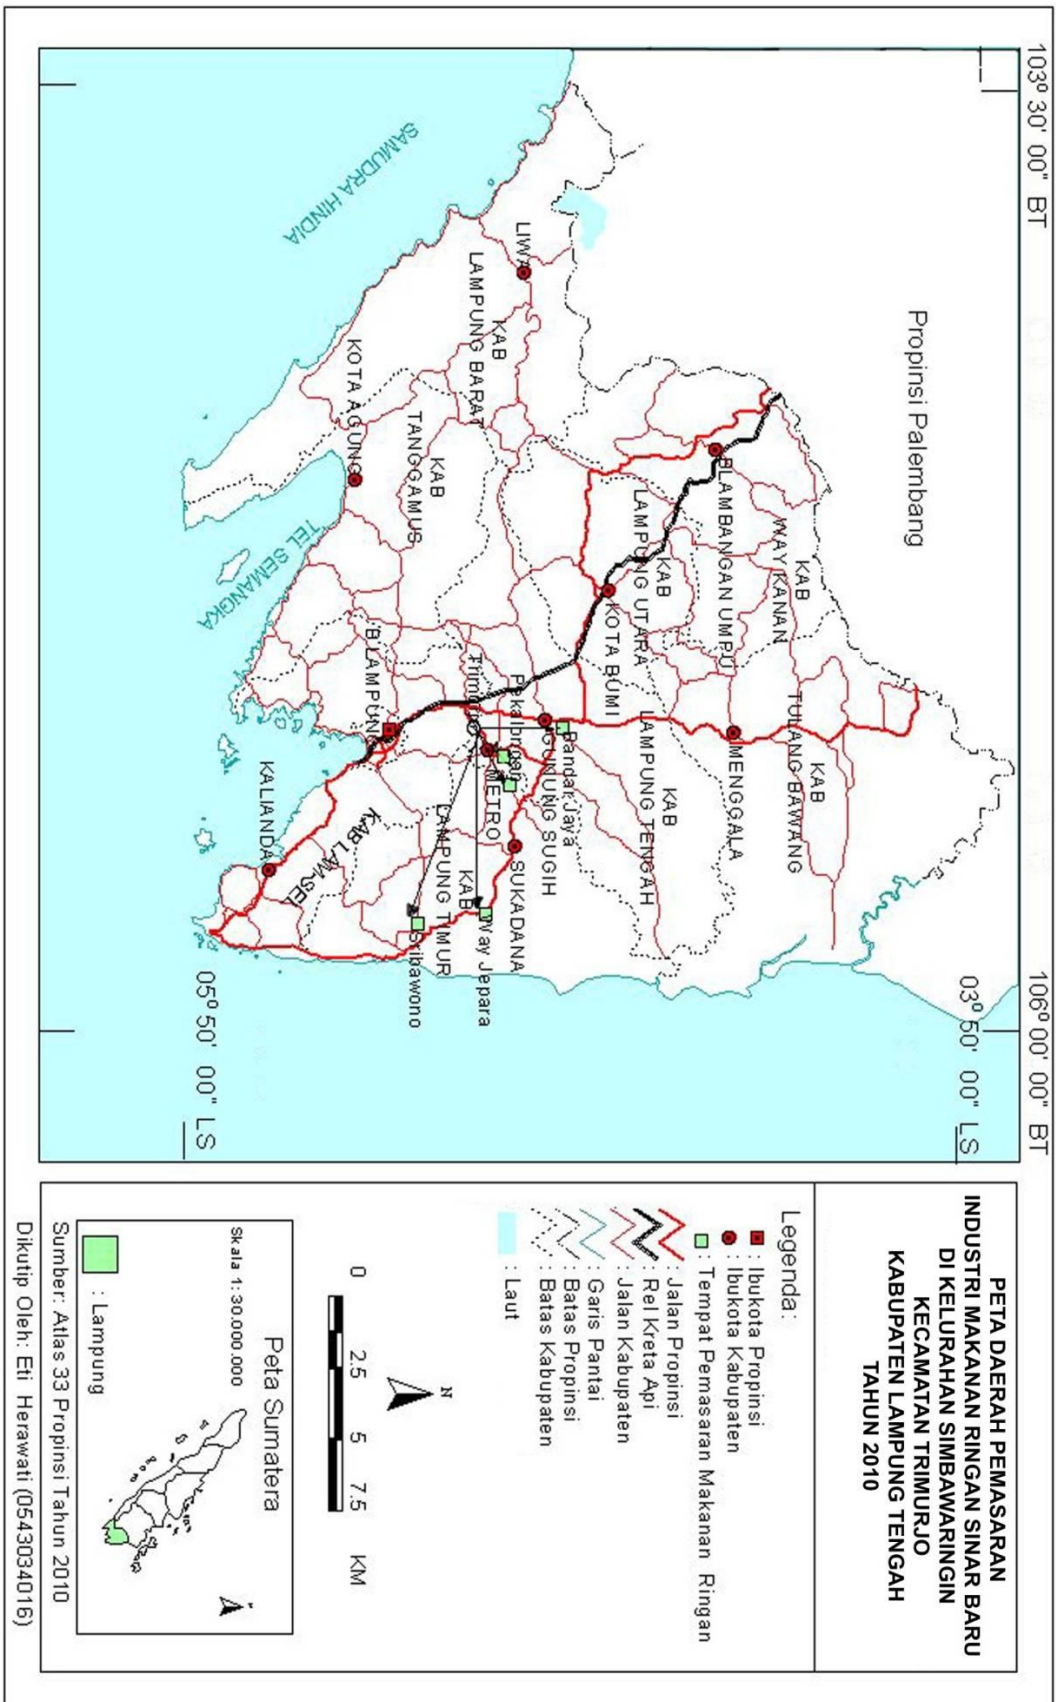 103º 30' 00" BT
106º 00' 00" BT
03º 50' 00" LS
Propinsi Palembang
KAB
WAY KANAN
KAB
TULANG BAWANG
BLAMBANGAN UMPU
MENGGALA
KAB
LAMPUNG UTARA
KAB
LAMPUNG TENGAH
KOTA BUMI
Bandar Jaya
GUNUNG SUGIH
LIWA
KAB
LAMPUNG BARAT
Pekalongan
METRO
SUKADANA
Trimurjo
Way Jepara
KAB
LAMPUNG TIMUR
Sribawono
KAB
TANGGAMUS
KOTA AGUNG
B LAMPUNG
KAB LAM-SEL
KALIANDA
SAMUDRA HINDIA
TEL SEMANGKA
05º 50' 00" LS
PETA DAERAH PEMASARAN
INDUSTRI MAKANAN RINGAN SINAR BARU
DI KELURAHAN SIMBAWARINGIN
KECAMATAN TRIMURJO
KABUPATEN LAMPUNG TENGAH
TAHUN 2010
Legenda :
: Ibukota Propinsi
: Ibukota Kabupaten
: Tempat Pemasaran Makanan Ringan
: Jalan Propinsi
: Rel Kreta Api
: Jalan Kabupaten
: Garis Pantai
: Batas Propinsi
: Batas Kabupaten
: Laut
N
0 2.5 5 7.5 KM
Peta Sumatera
Skala 1:30.000.000
: Lampung
Sumber: Atlas 33 Propinsi Tahun 2010
Dikutip Oleh: Eti Herawati (0543034016)